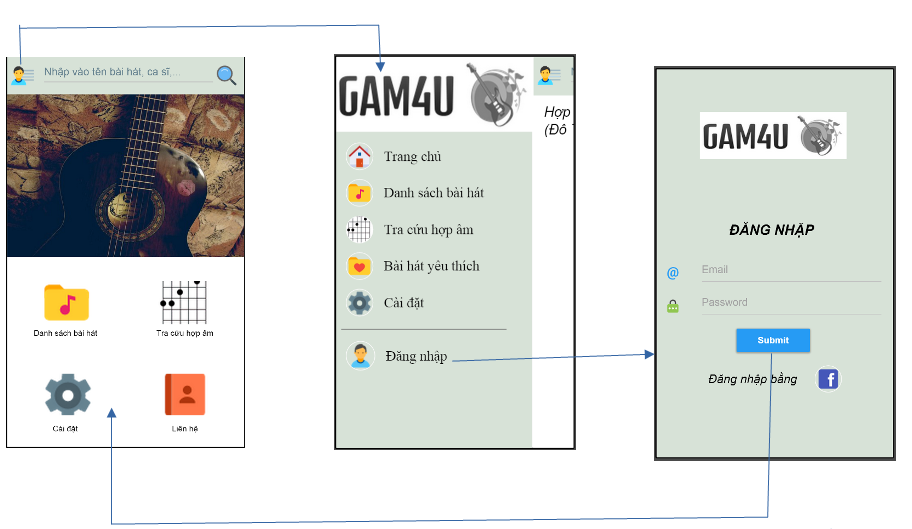 Nhập vào tên bài hát, ca sĩ,...
Danh sách bài hát
Tra cứu hợp âm
Cài đặt
Liên hệ
GAM4U
Hợp
(Đô
Trang chủ
Danh sách bài hát
Tra cứu hợp âm
Bài hát yêu thích
Cài đặt
Đăng nhập
GAM4U
ĐĂNG NHẬP
@
Email
Password
Submit
Đăng nhập bằng
f